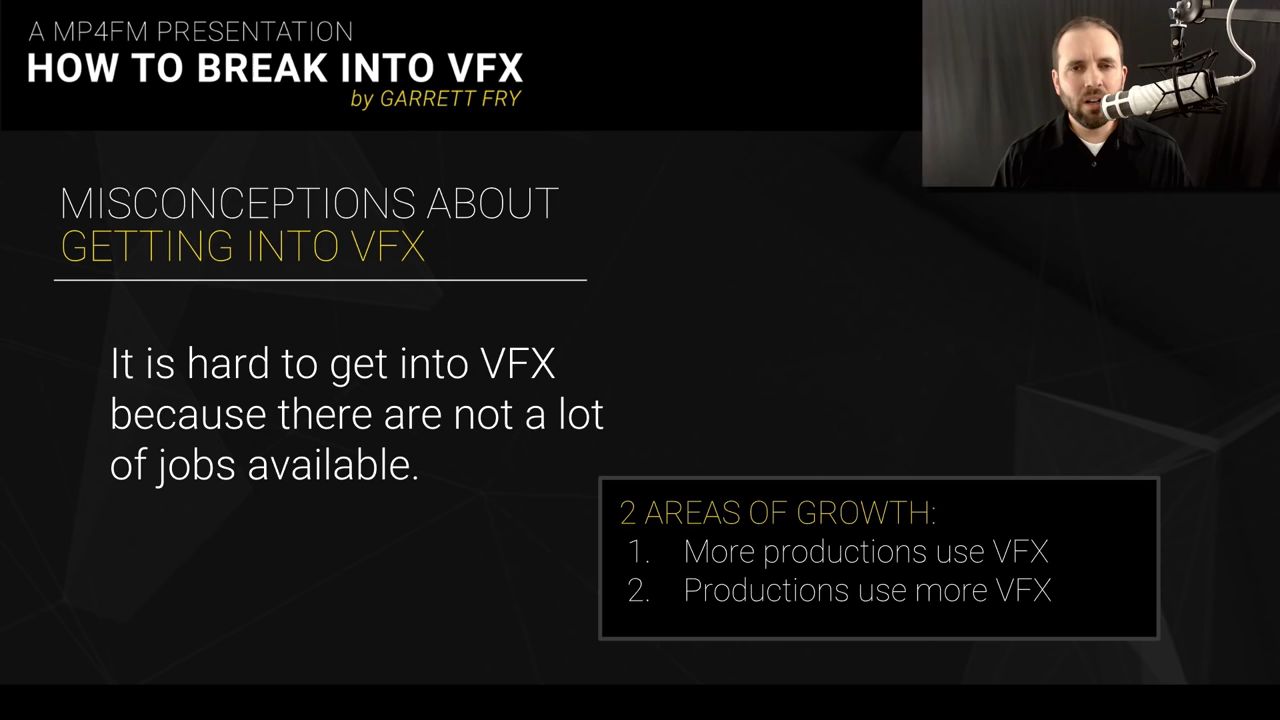 A MP4FM PRESENTATION
HOW TO BREAK INTO VFX
by GARRETT FRY
MISCONCEPTIONS ABOUT
GETTING INTO VFX
It is hard to get into VFX
because there are not a lot
of jobs available.
2 AREAS OF GROWTH:
1. More productions use VFX
2. Productions use more VFX